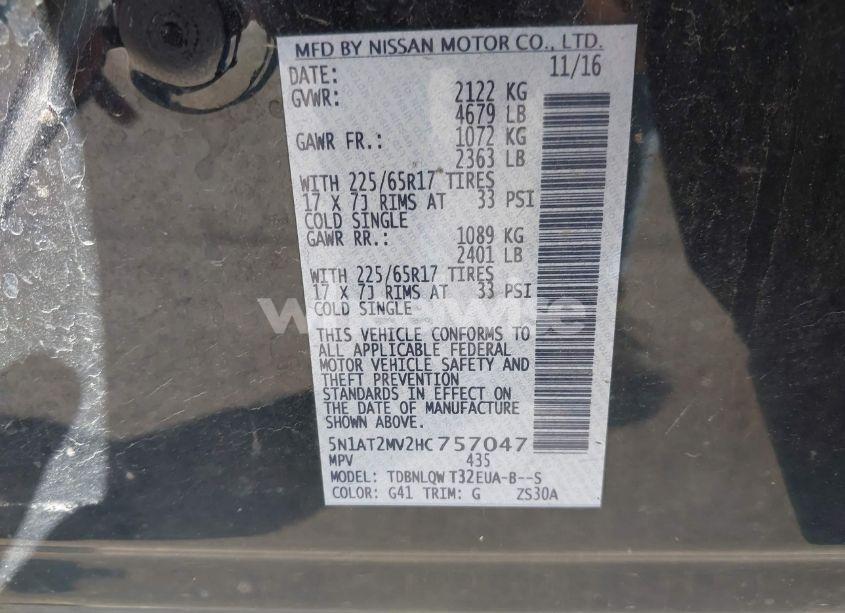 MFD BY NISSAN MOTOR CO., LTD.
DATE: 11/16
GVWR: 2122 KG
4679 LB
GAWR FR.: 1072 KG
2363 LB
WITH 225/65R17 TIRES
17 X 7J RIMS AT 33 PSI
COLD SINGLE
GAWR RR.: 1089 KG
2401 LB
WITH 225/65R17 TIRES
17 X 7J RIMS AT 33 PSI
COLD SINGLE
THIS VEHICLE CONFORMS TO
ALL APPLICABLE FEDERAL
MOTOR VEHICLE SAFETY AND
THEFT PREVENTION
STANDARDS IN EFFECT ON
THE DATE OF MANUFACTURE
SHOWN ABOVE.
5N1AT2MV2HC757047
MPV 435
MODEL: TDBNLQW T32EUA-B--S
COLOR: G41 TRIM: G ZS30A